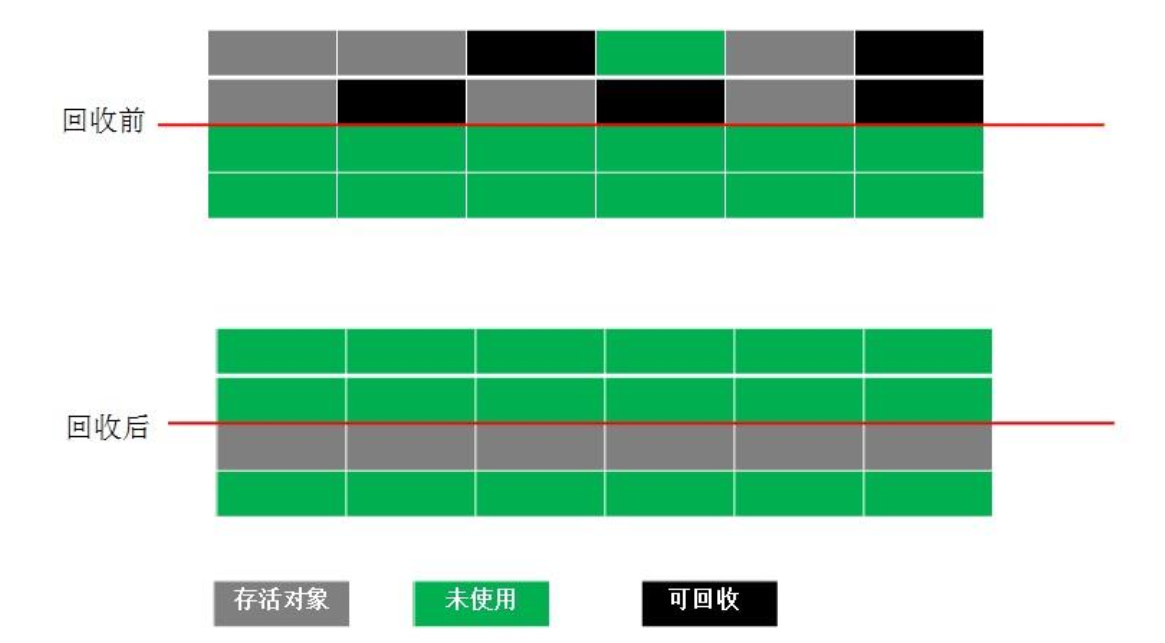 回收前
回收后
存活对象 未使用 可回收